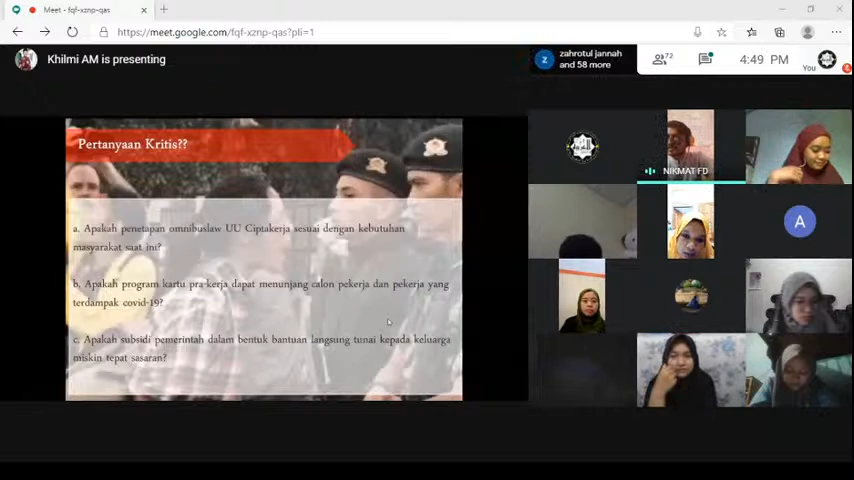 Meet - fqf-xznp-qas
https://meet.google.com/fqf-xznp-qas?pli=1
Khilmi AM is presenting
zahrotul jannah
and 58 more
Z
72
4:49 PM
You
2
Pertanyaan Kritis??
a. Apakah penetapan omnibuslaw UU Ciptakerja sesuai dengan kebutuhan
masyarakat saat ini?
b. Apakah program kartu pra-kerja dapat menunjang calon pekerja dan pekerja yang
terdampak covid-19?
c. Apakah subsidi pemerintah dalam bentuk bantuan langsung tunai kepada keluarga
miskin tepat sasaran?
NIKMAT FD
A